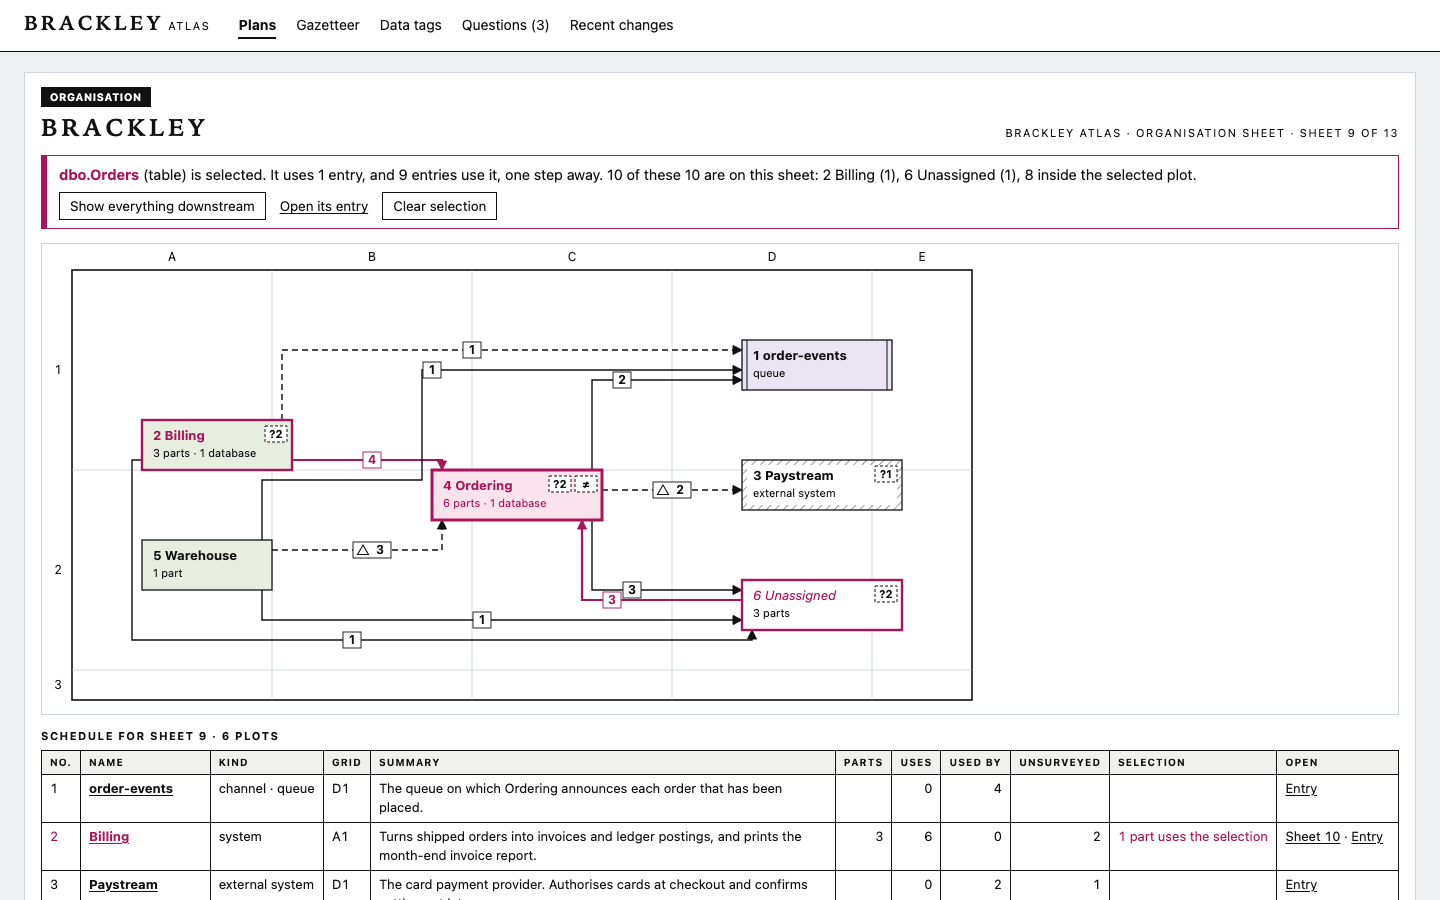 BRACKLEY ATLAS Plans Gazetteer Data tags Questions (3) Recent changes
ORGANISATION
BRACKLEY
BRACKLEY ATLAS · ORGANISATION SHEET · SHEET 9 OF 13
dbo.Orders (table) is selected. It uses 1 entry, and 9 entries use it, one step away. 10 of these 10 are on this sheet: 2 Billing (1), 6 Unassigned (1), 8 inside the selected plot.
Show everything downstream Open its entry Clear selection
A B C D E
1
1
1
2
1 order-events
queue
2 Billing ?2
3 parts · 1 database
4
4 Ordering ?2 ≠
6 parts · 1 database
△ 2
3 Paystream ?1
external system
5 Warehouse
1 part
△ 3
2
3
3
6 Unassigned ?2
3 parts
1
1
3
SCHEDULE FOR SHEET 9 · 6 PLOTS
NO. NAME KIND GRID SUMMARY PARTS USES USED BY UNSURVEYED SELECTION OPEN
1 order-events channel · queue D1 The queue on which Ordering announces each order that has been 0 4 Entry
placed.
2 Billing system A1 Turns shipped orders into invoices and ledger postings, and prints the 3 6 0 2 1 part uses the selection Sheet 10 · Entry
month-end invoice report.
3 Paystream external system D1 The card payment provider. Authorises cards at checkout and confirms 0 2 1 Entry